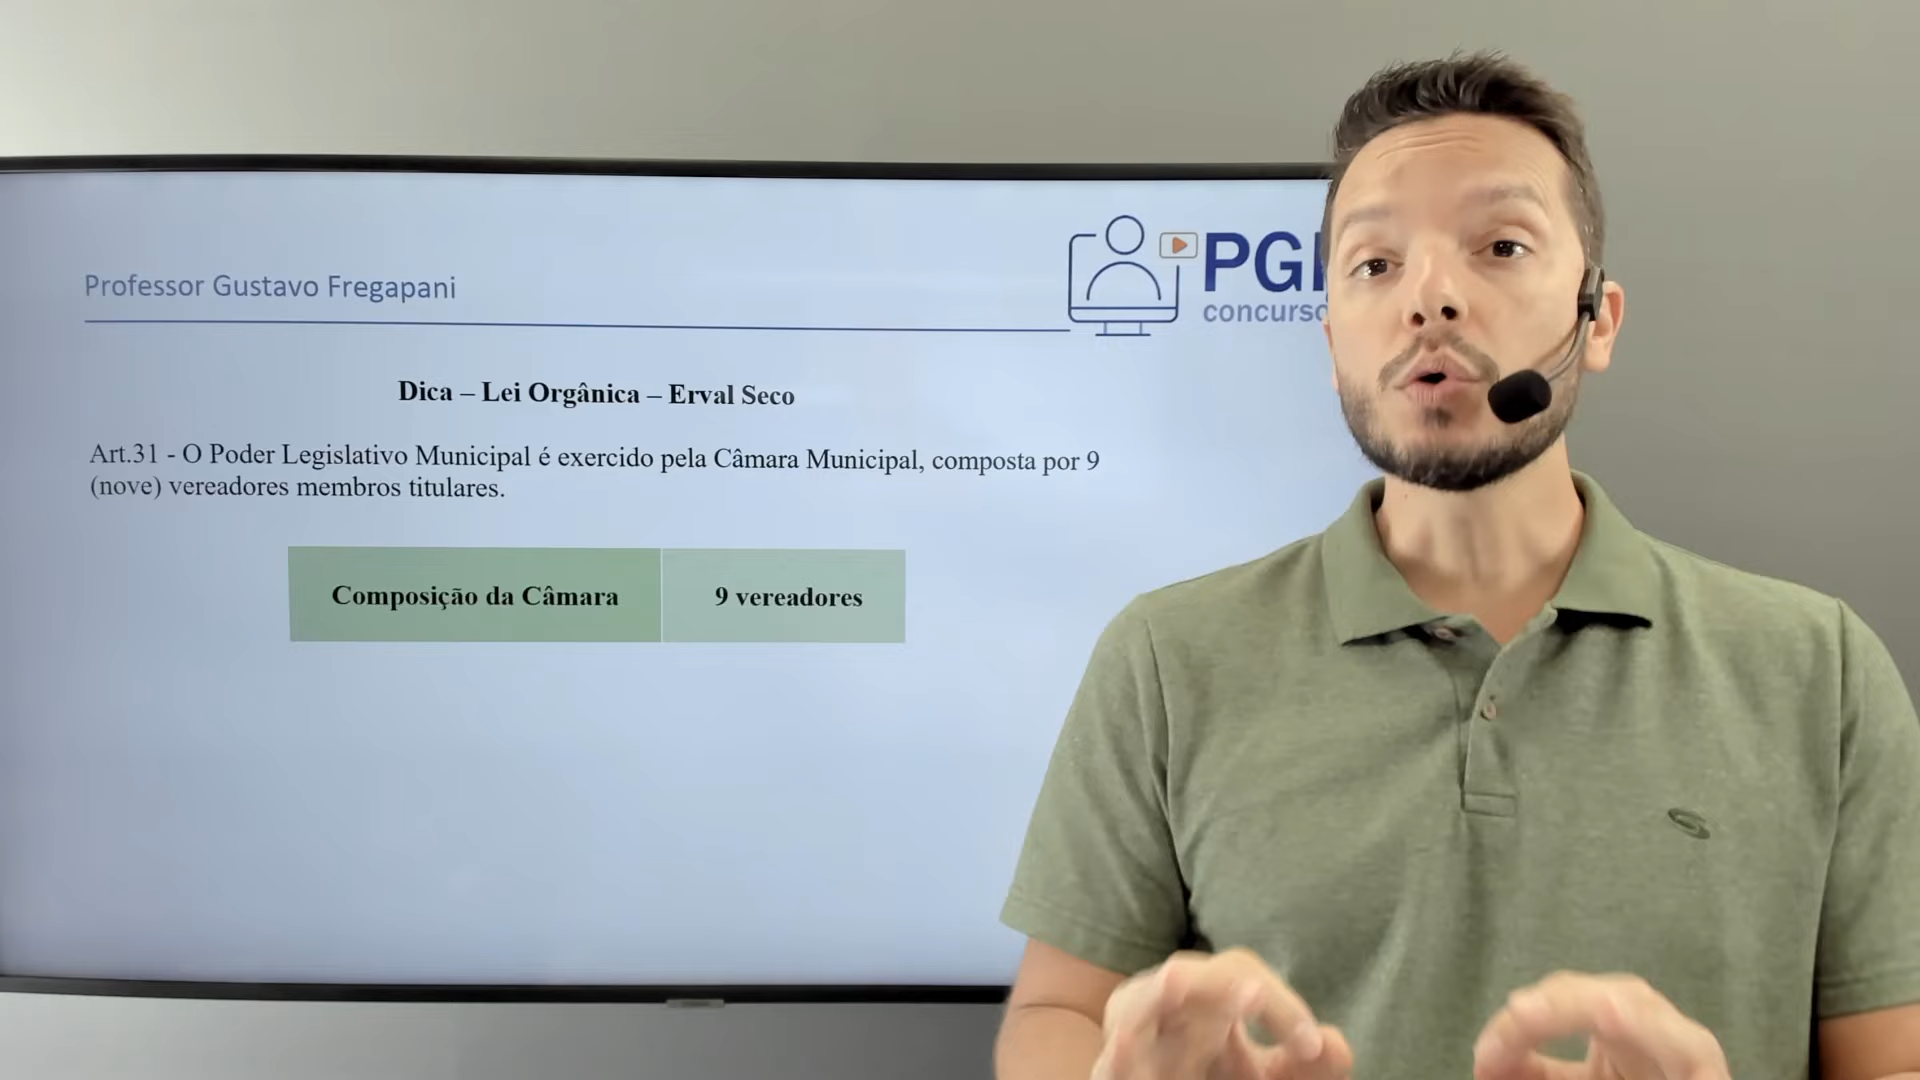 Professor Gustavo Fregapani
concurso
Dica – Lei Orgânica – Erval Seco
Art.31 - O Poder Legislativo Municipal é exercido pela Câmara Municipal, composta por 9
(nove) vereadores membros titulares.
Composição da Câmara
9 vereadores